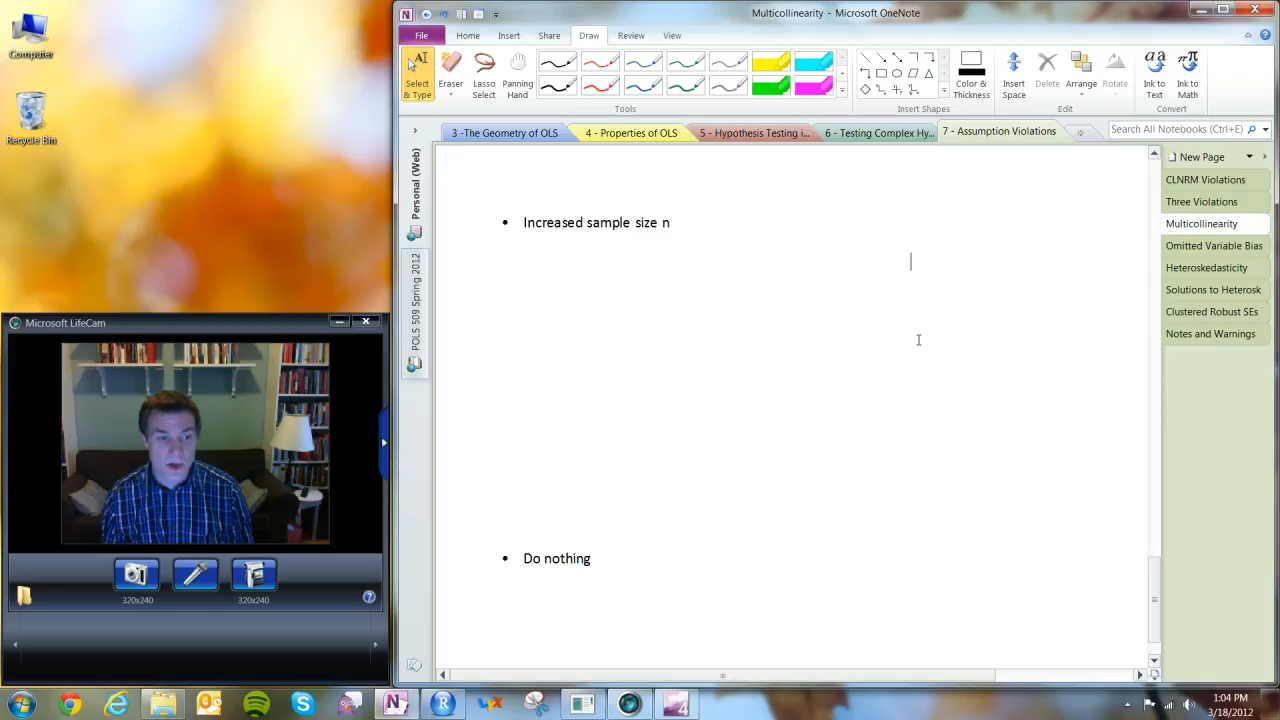 Computer
Recycle Bin
Multicollinearity - Microsoft OneNote
File Home Insert Share Draw Review View
Select & Type
Eraser
Lasso Select
Panning Hand
Color & Thickness
Insert Space
Delete
Arrange
Rotate
Ink to Text
Ink to Math
Tools
Insert Shapes
Edit
Convert
3 -The Geometry of OLS
4 - Properties of OLS
5 - Hypothesis Testing i...
6 - Testing Complex Hy...
7 - Assumption Violations
Search All Notebooks (Ctrl+E)
Personal (Web)
POLS 509 Spring 2012
New Page
CLNRM Violations
Three Violations
Multicollinearity
Omitted Variable Bias
Heteroskedasticity
Solutions to Heterosk
Clustered Robust SEs
Notes and Warnings
• Increased sample size n
• Do nothing
Microsoft LifeCam
320x240
320x240
1:04 PM
3/18/2012